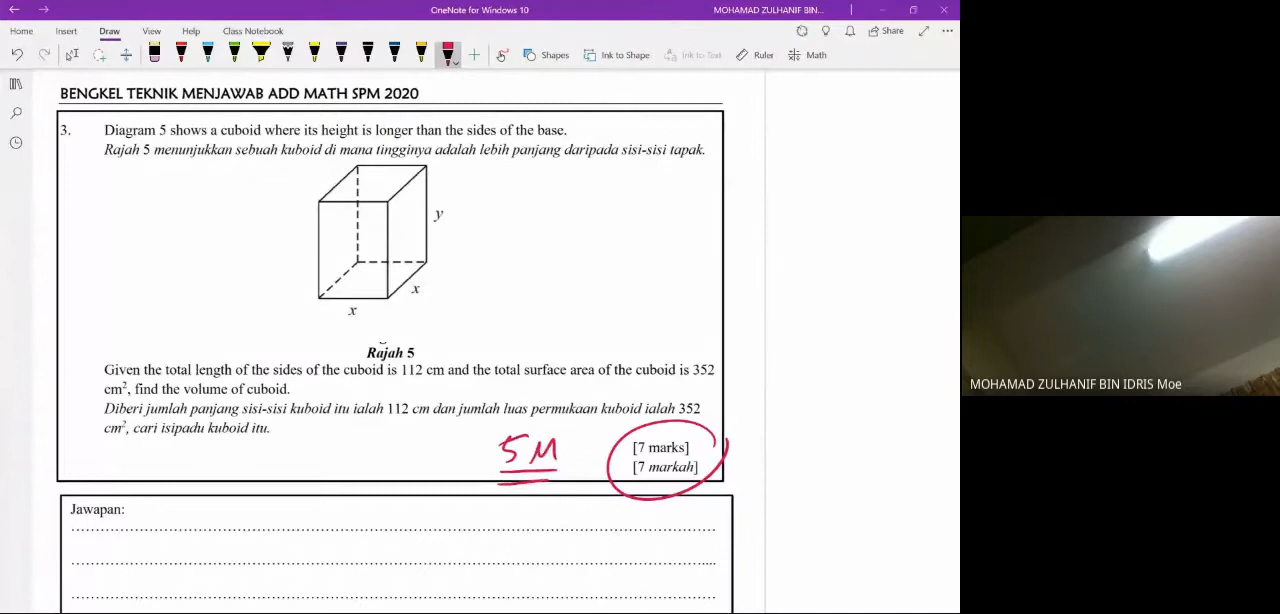 OneNote for Windows 10
MOHAMAD ZULHANIF BIN...
Home Insert Draw View Help Class Notebook
Share
Shapes Ink to Shape Ink to Text Ruler Math
BENGKEL TEKNIK MENJAWAB ADD MATH SPM 2020
3. Diagram 5 shows a cuboid where its height is longer than the sides of the base.
Rajah 5 menunjukkan sebuah kuboid di mana tingginya adalah lebih panjang daripada sisi-sisi tapak.
y
x
x
Rajah 5
Given the total length of the sides of the cuboid is 112 cm and the total surface area of the cuboid is 352
cm², find the volume of cuboid.
Diberi jumlah panjang sisi-sisi kuboid itu ialah 112 cm dan jumlah luas permukaan kuboid ialah 352
cm², cari isipadu kuboid itu.
5 M
[7 marks]
[7 markah]
Jawapan:
MOHAMAD ZULHANIF BIN IDRIS Moe